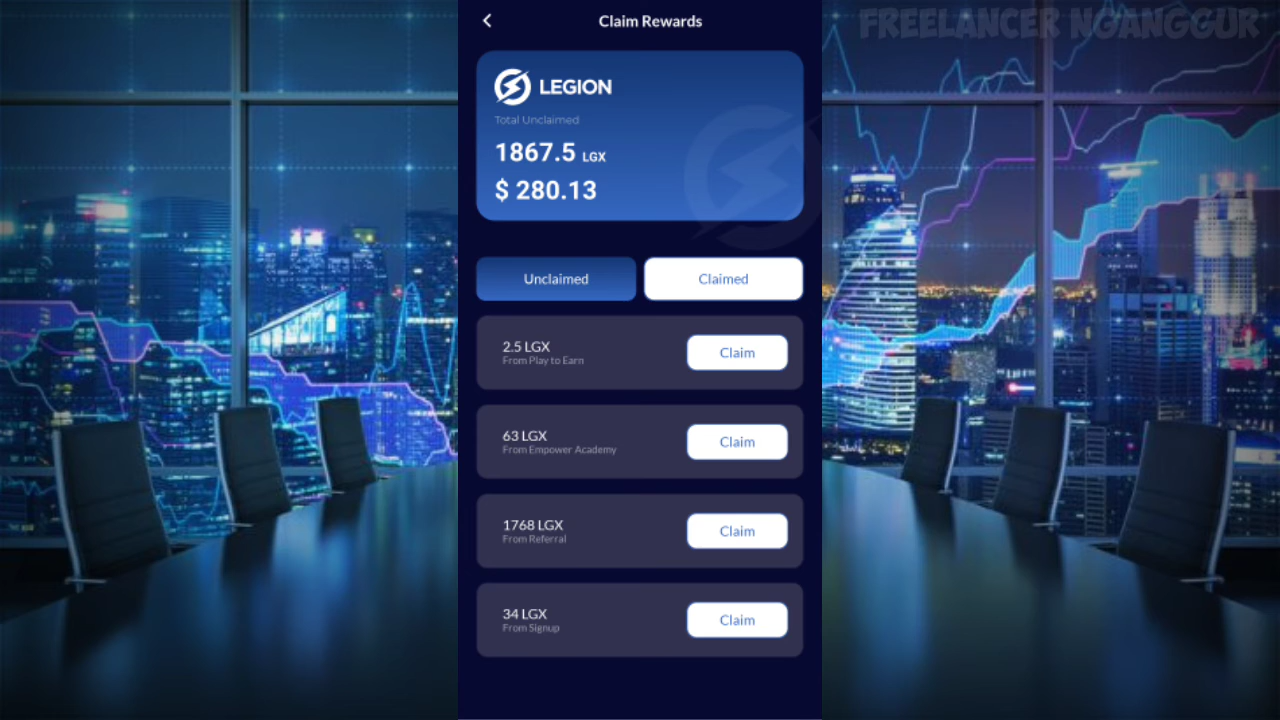 FREELANCER NGANGGUR
Claim Rewards
LEGION
Total Unclaimed
1867.5 LGX
$ 280.13
Unclaimed
Claimed
2.5 LGX
From Play to Earn
Claim
63 LGX
From Empower Academy
Claim
1768 LGX
From Referral
Claim
34 LGX
From Signup
Claim